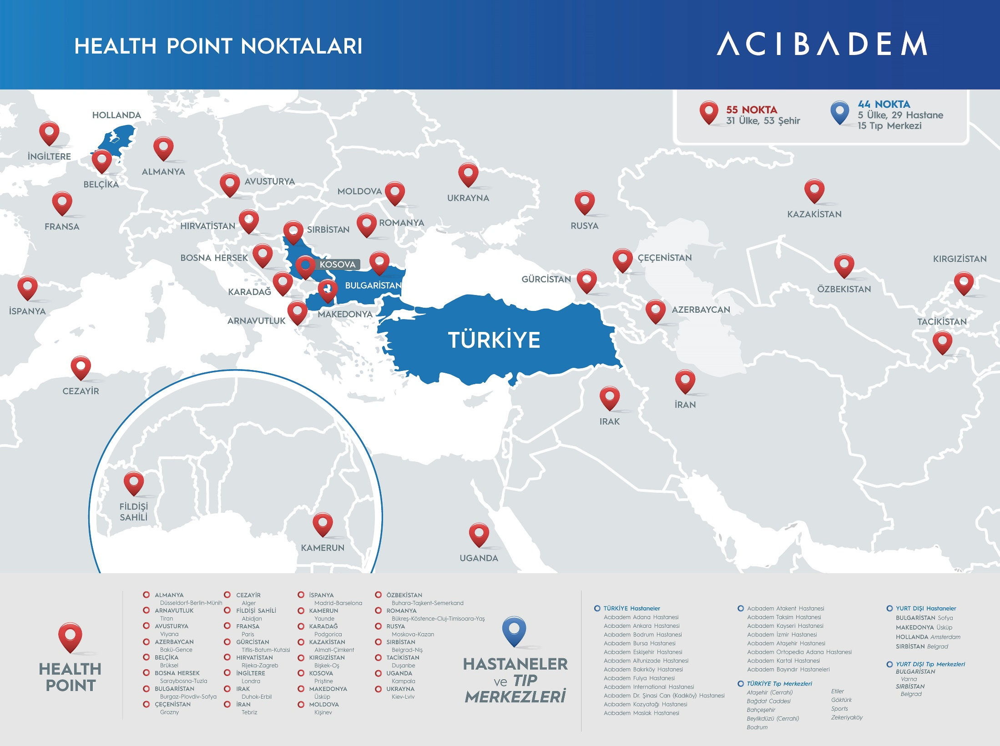 HEALTH POINT NOKTALARI
ACIBADEM
55 NOKTA
31 Ülke, 53 Şehir
44 NOKTA
5 Ülke, 29 Hastane
15 Tıp Merkezi
HOLLANDA
İNGİLTERE
ALMANYA
BELÇİKA
AVUSTURYA
MOLDOVA
UKRAYNA
KAZAKİSTAN
FRANSA
HIRVATİSTAN
SIRBİSTAN
ROMANYA
RUSYA
BOSNA HERSEK
KOSOVA
ÇEÇENİSTAN
KIRGIZİSTAN
GÜRCİSTAN
BULGARİSTAN
KARADAĞ
ÖZBEKISTAN
İSPANYA
MAKEDONYA
AZERBAYCAN
ARNAVUTLUK
TACİKİSTAN
TÜRKİYE
CEZAYİR
İRAN
IRAK
FİLDİŞİ
SAHİLİ
KAMERUN
UGANDA
HEALTH
POINT
ALMANYA
Düsseldorf-Berlin-Münih
ARNAVUTLUK
Tiran
AVUSTURYA
Viyana
AZERBAYCAN
Bakü-Gence
BELÇİKA
Brüksel
BOSNA HERSEK
Saraybosna-Tuzla
BULGARİSTAN
Burgaz-Plovdiv-Sofya
ÇEÇENİSTAN
Grozny
CEZAYİR
Alger
FİLDİŞİ SAHİLİ
Abidjan
FRANSA
Paris
GÜRCİSTAN
Tiflis-Batum-Kutaisi
HIRVATİSTAN
Rijeka-Zagreb
İNGİLTERE
Londra
IRAK
Duhok-Erbil
İRAN
Tebriz
İSPANYA
Madrid-Barselona
KAMERUN
Yaunde
KARADAĞ
Podgorica
KAZAKİSTAN
Almati-Çimkent
KIRGIZİSTAN
Bişkek-Oş
KOSOVA
Priştine
MAKEDONYA
Üsküp
MOLDOVA
Kişinev
ÖZBEKİSTAN
Buhara-Taşkent-Semerkand
ROMANYA
Bükreş-Köstence-Cluj-Timisoara-Yaş
RUSYA
Moskova-Kazan
SIRBİSTAN
Belgrad-Niş
TACİKİSTAN
Duşanbe
UGANDA
Kampala
UKRAYNA
Kiev-Lviv
HASTANELER
ve TIP
MERKEZLERİ
TÜRKİYE Hastaneler
Acıbadem Adana Hastanesi
Acıbadem Ankara Hastanesi
Acıbadem Bodrum Hastanesi
Acıbadem Bursa Hastanesi
Acıbadem Eskişehir Hastanesi
Acıbadem Altunizade Hastanesi
Acıbadem Bakırköy Hastanesi
Acıbadem Fulya Hastanesi
Acıbadem International Hastanesi
Acıbadem Dr. Şinasi Can (Kadıköy) Hastanesi
Acıbadem Kozyatağı Hastanesi
Acıbadem Maslak Hastanesi
Acıbadem Atakent Hastanesi
Acıbadem Taksim Hastanesi
Acıbadem Kayseri Hastanesi
Acıbadem İzmir Hastanesi
Acıbadem Ataşehir Hastanesi
Acıbadem Ortopedia Adana Hastanesi
Acıbadem Kartal Hastanesi
Acıbadem Bayındır Hastaneleri
TÜRKİYE Tıp Merkezleri
Ataşehir (Cerrahi)
Bağdat Caddesi
Bahçeşehir
Beylikdüzü (Cerrahi)
Bodrum
Etiler
Göktürk
Sports
Zekeriyaköy
YURT DIŞI Hastaneler
BULGARİSTAN Sofya
MAKEDONYA Üsküp
HOLLANDA Amsterdam
SIRBİSTAN Belgrad
YURT DIŞI Tıp Merkezleri
BULGARİSTAN
Varna
SIRBİSTAN
Belgrad